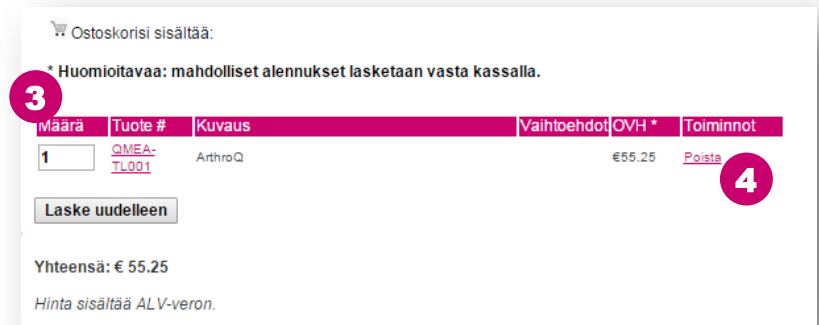 Ostoskorisi sisältää:
* Huomioitavaa: mahdolliset alennukset lasketaan vasta kassalla.
3
Määrä Tuote # Kuvaus Vaihtoehdot OVH * Toiminnot
1 QMEA-TL001 ArthroQ €55.25 Poista
4
Laske uudelleen
Yhteensä: € 55.25
Hinta sisältää ALV-veron.